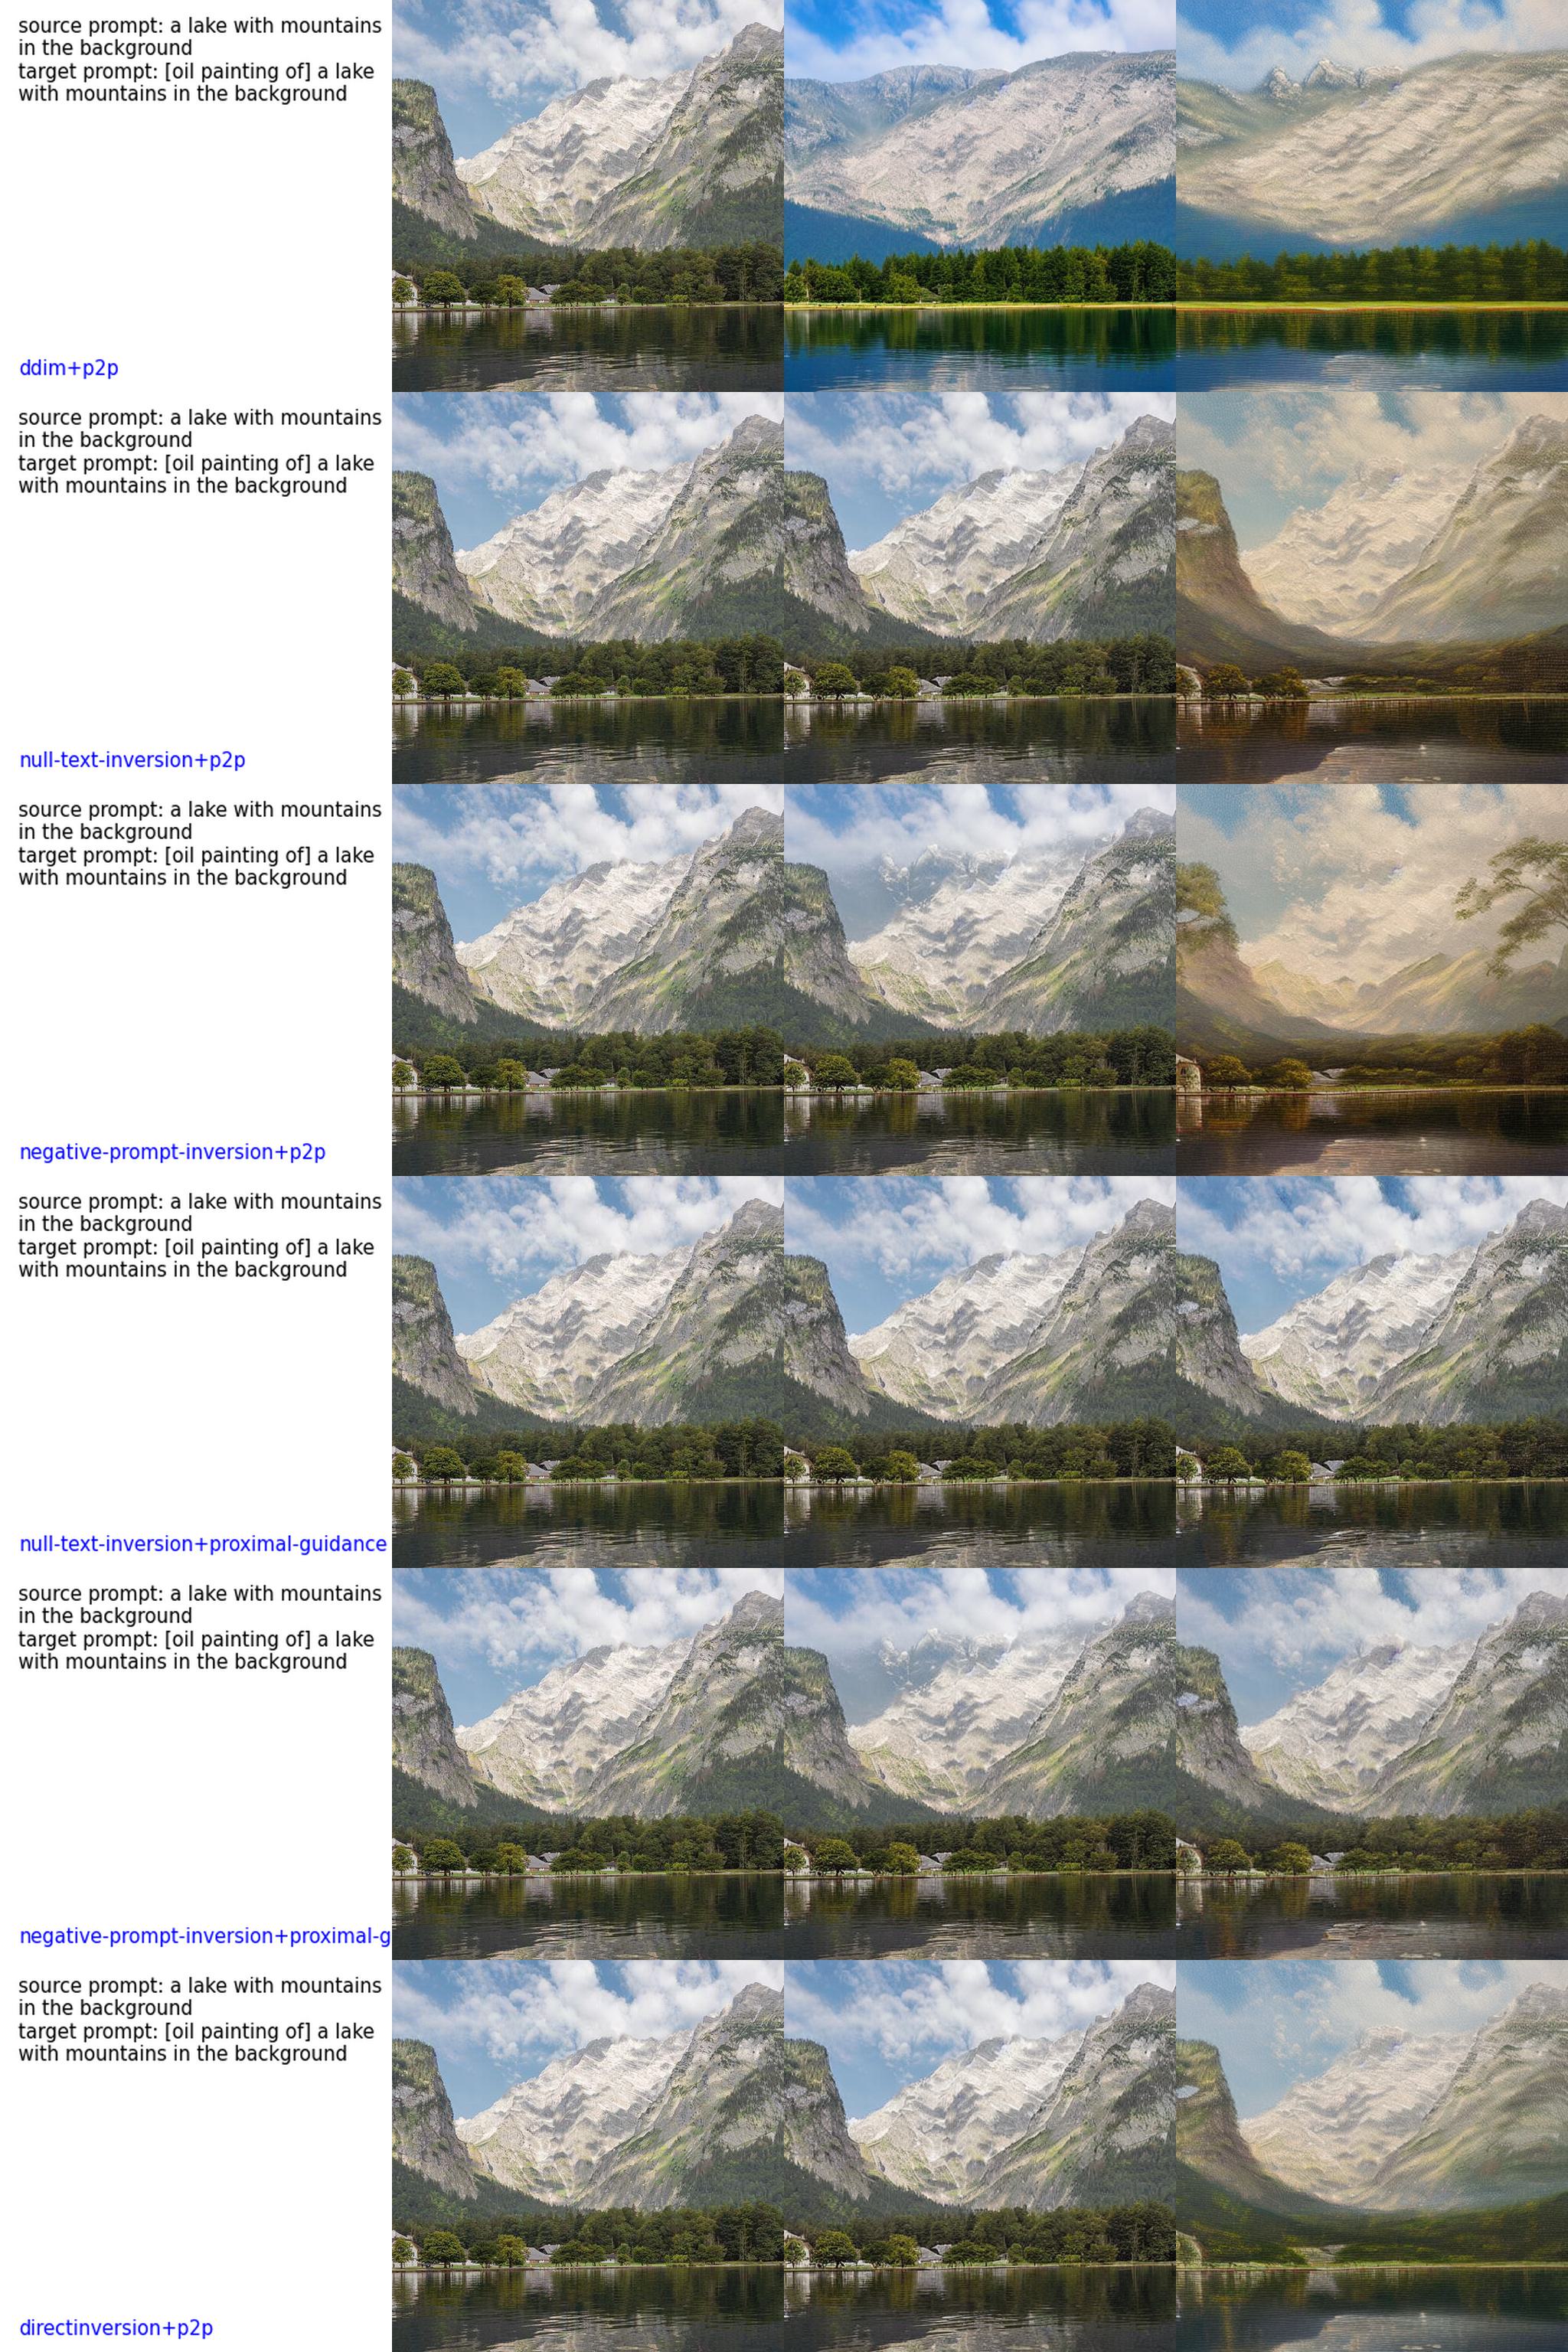 source prompt: a lake with mountains
in the background
target prompt: [oil painting of] a lake
with mountains in the background
ddim+p2p
source prompt: a lake with mountains
in the background
target prompt: [oil painting of] a lake
with mountains in the background
null-text-inversion+p2p
source prompt: a lake with mountains
in the background
target prompt: [oil painting of] a lake
with mountains in the background
negative-prompt-inversion+p2p
source prompt: a lake with mountains
in the background
target prompt: [oil painting of] a lake
with mountains in the background
null-text-inversion+proximal-guidance
source prompt: a lake with mountains
in the background
target prompt: [oil painting of] a lake
with mountains in the background
negative-prompt-inversion+proximal-g
source prompt: a lake with mountains
in the background
target prompt: [oil painting of] a lake
with mountains in the background
directinversion+p2p